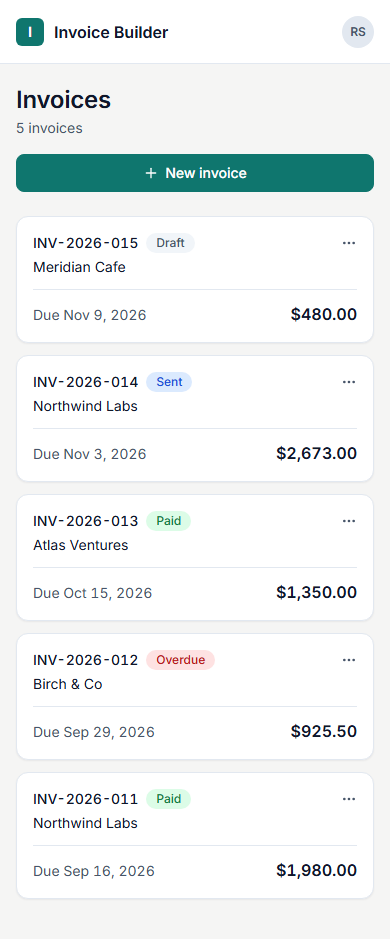 I Invoice Builder RS
Invoices
5 invoices
+ New invoice
INV-2026-015 Draft ...
Meridian Cafe
Due Nov 9, 2026 $480.00
INV-2026-014 Sent ...
Northwind Labs
Due Nov 3, 2026 $2,673.00
INV-2026-013 Paid ...
Atlas Ventures
Due Oct 15, 2026 $1,350.00
INV-2026-012 Overdue ...
Birch & Co
Due Sep 29, 2026 $925.50
INV-2026-011 Paid ...
Northwind Labs
Due Sep 16, 2026 $1,980.00